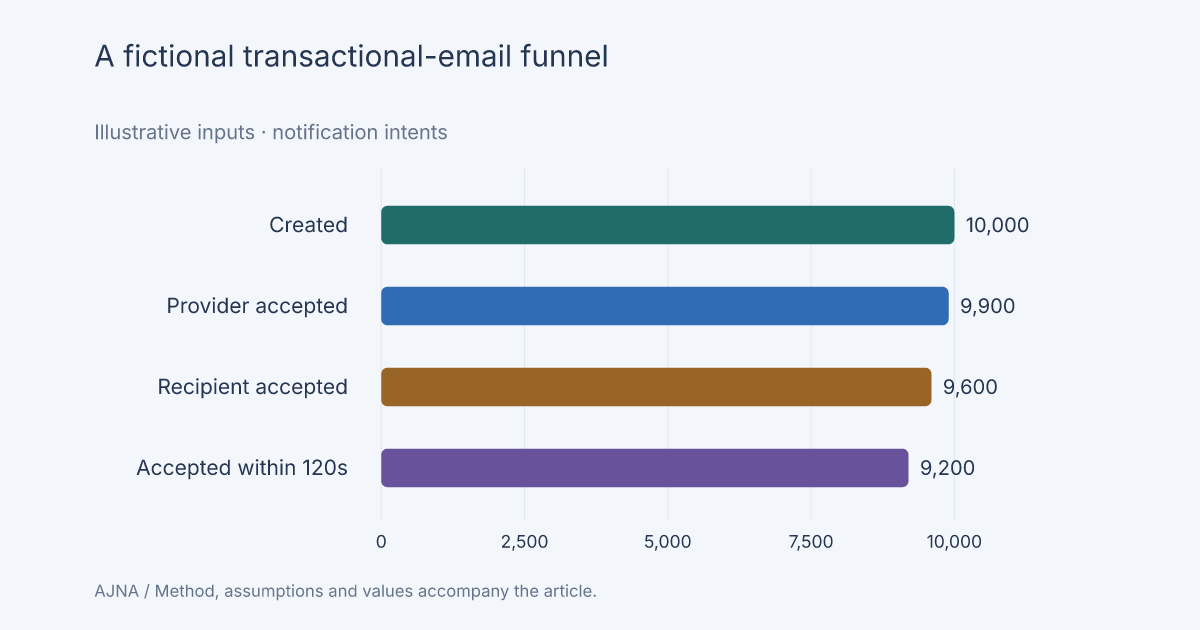 A fictional transactional-email funnel
Illustrative inputs · notification intents
Created 10,000
Provider accepted 9,900
Recipient accepted 9,600
Accepted within 120s 9,200
0 2,500 5,000 7,500 10,000
AJNA / Method, assumptions and values accompany the article.